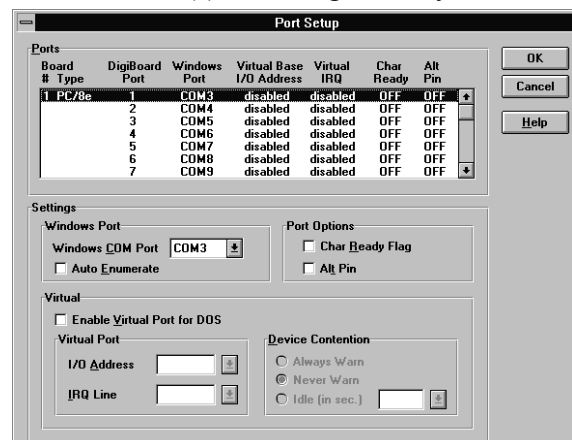 Port Setup
Ports
Board # Type DigiBoard Port Windows Port Virtual Base I/O Address Virtual IRQ Char Ready Alt Pin
1 PC/8e 1 COM3 disabled disabled OFF OFF
2 COM4 disabled disabled OFF OFF
3 COM5 disabled disabled OFF OFF
4 COM6 disabled disabled OFF OFF
5 COM7 disabled disabled OFF OFF
6 COM8 disabled disabled OFF OFF
7 COM9 disabled disabled OFF OFF
OK
Cancel
Help
Settings
Windows Port
Windows COM Port COM3
Auto Enumerate
Port Options
Char Ready Flag
Alt Pin
Virtual
Enable Virtual Port for DOS
Virtual Port
I/O Address
IRQ Line
Device Contention
Always Warn
Never Warn
Idle (in sec.)